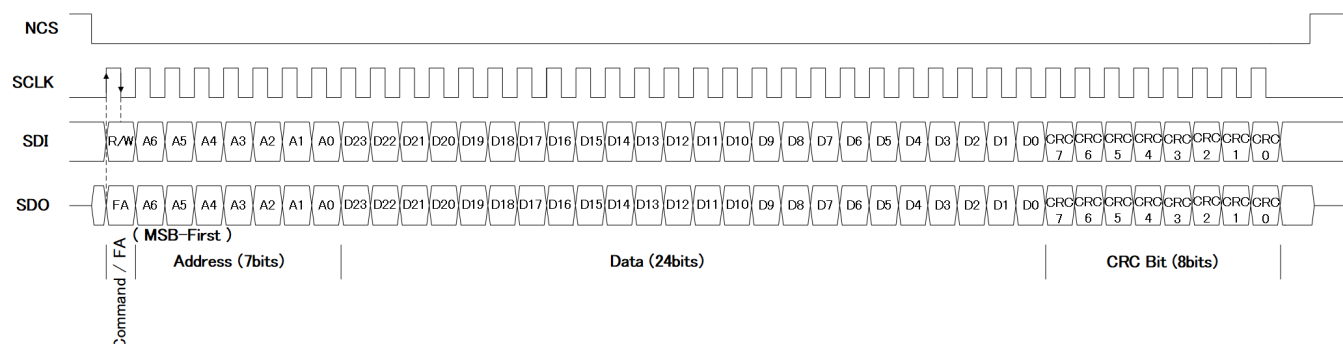 NCS
SCLK
SDI R/W A6 A5 A4 A3 A2 A1 A0 D23 D22 D21 D20 D19 D18 D17 D16 D15 D14 D13 D12 D11 D10 D9 D8 D7 D6 D5 D4 D3 D2 D1 D0 CRC 7 CRC 6 CRC 5 CRC 4 CRC 3 CRC 2 CRC 1 CRC 0
SDO FA A6 A5 A4 A3 A2 A1 A0 D23 D22 D21 D20 D19 D18 D17 D16 D15 D14 D13 D12 D11 D10 D9 D8 D7 D6 D5 D4 D3 D2 D1 D0 CRC 7 CRC 6 CRC 5 CRC 4 CRC 3 CRC 2 CRC 1 CRC 0
( MSB-First )
Command / FA
Address (7bits) Data (24bits) CRC Bit (8bits)